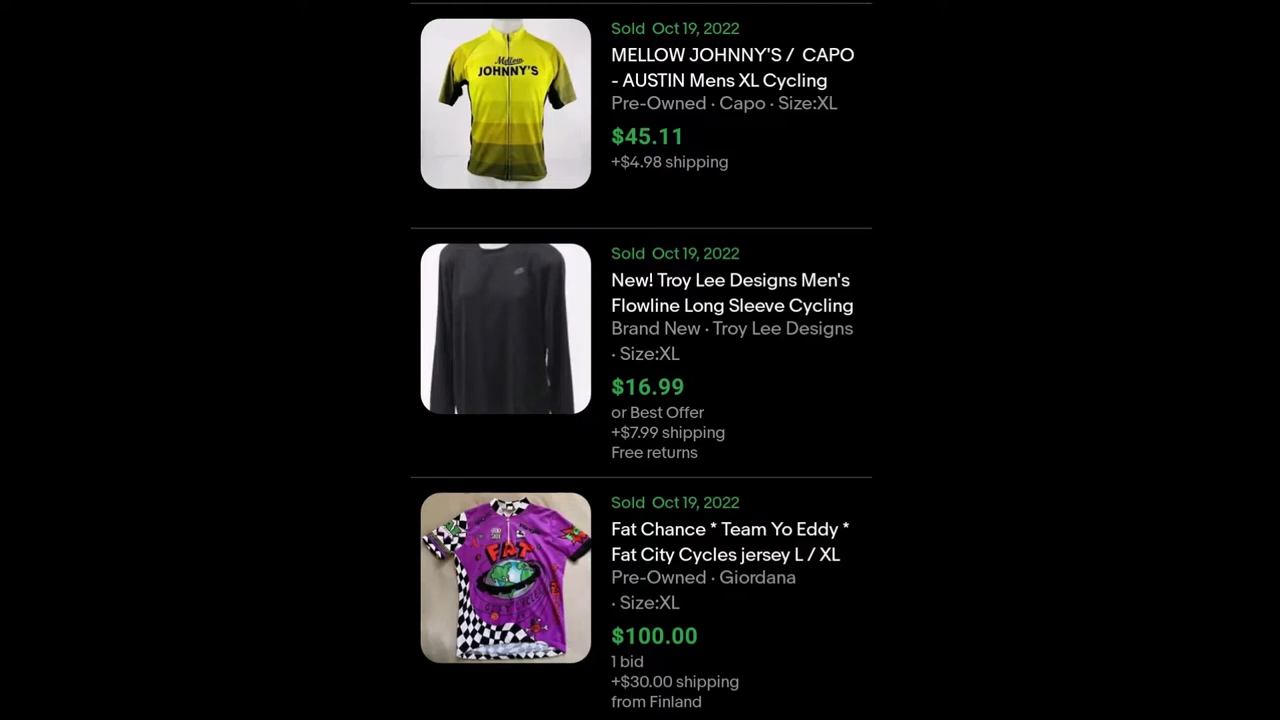 Sold Oct 19, 2022
MELLOW JOHNNY'S / CAPO
- AUSTIN Mens XL Cycling
Pre-Owned · Capo · Size:XL
$45.11
+$4.98 shipping
Mellow
JOHNNY'S
Sold Oct 19, 2022
New! Troy Lee Designs Men's
Flowline Long Sleeve Cycling
Brand New · Troy Lee Designs
· Size:XL
$16.99
or Best Offer
+$7.99 shipping
Free returns
Sold Oct 19, 2022
Fat Chance * Team Yo Eddy *
Fat City Cycles jersey L / XL
Pre-Owned · Giordana
· Size:XL
$100.00
1 bid
+$30.00 shipping
from Finland
FAT